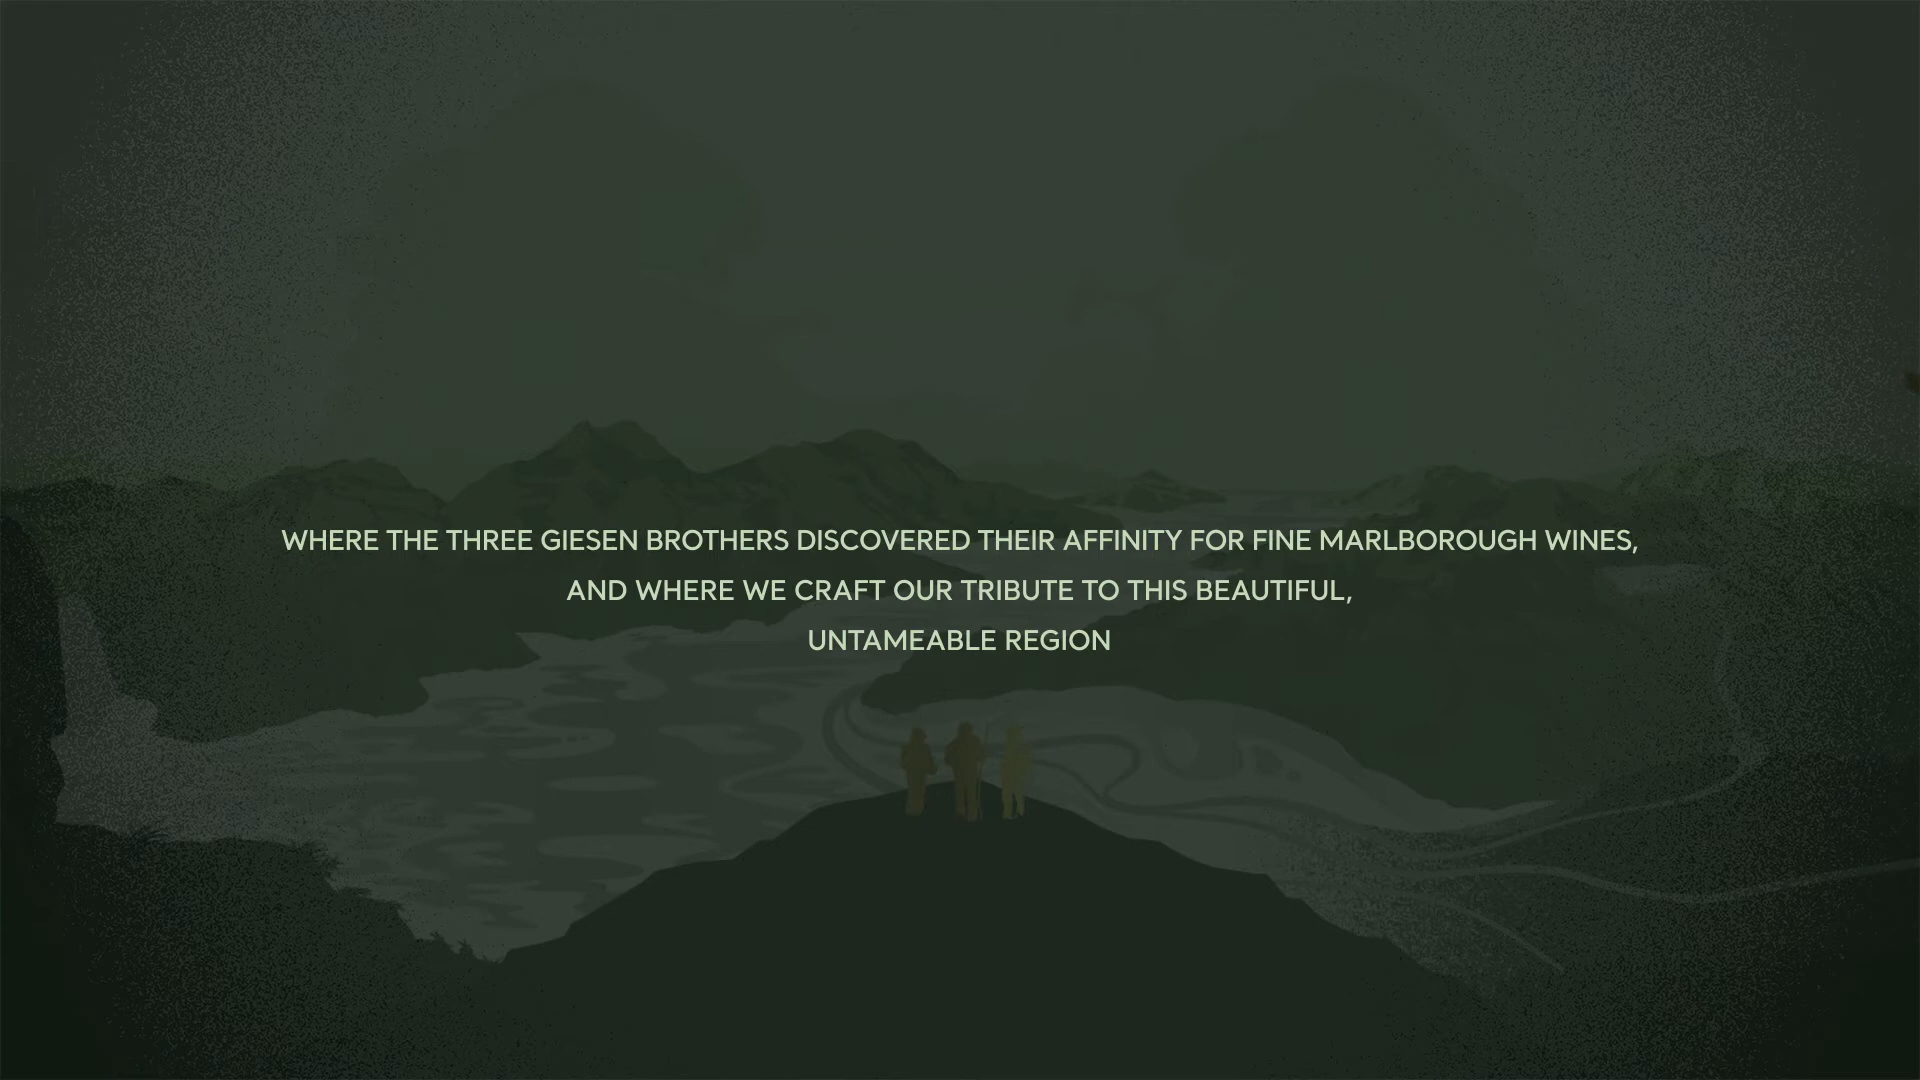 WHERE THE THREE GIESEN BROTHERS DISCOVERED THEIR AFFINITY FOR FINE MARLBOROUGH WINES,
AND WHERE WE CRAFT OUR TRIBUTE TO THIS BEAUTIFUL,
UNTAMEABLE REGION